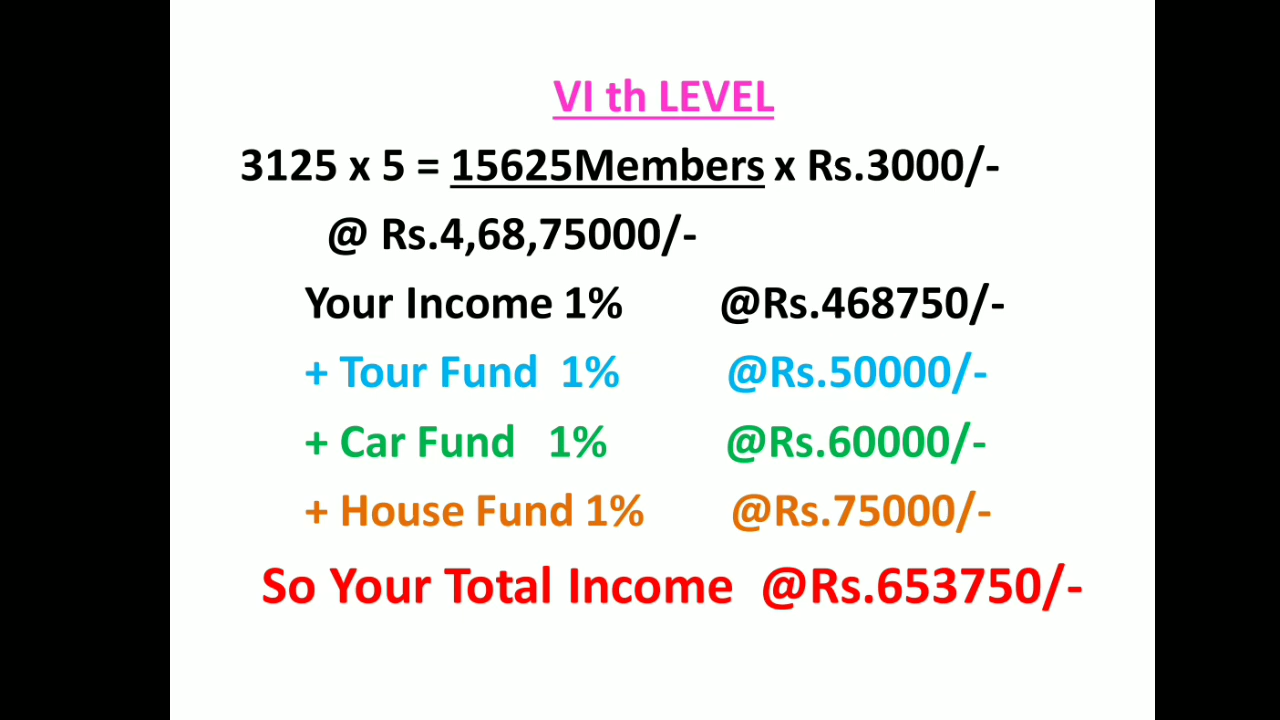 VI th LEVEL
3125 x 5 = 15625Members x Rs.3000/-
@ Rs.4,68,75000/-
Your Income 1% @Rs.468750/-
+ Tour Fund 1% @Rs.50000/-
+ Car Fund 1% @Rs.60000/-
+ House Fund 1% @Rs.75000/-
So Your Total Income @Rs.653750/-